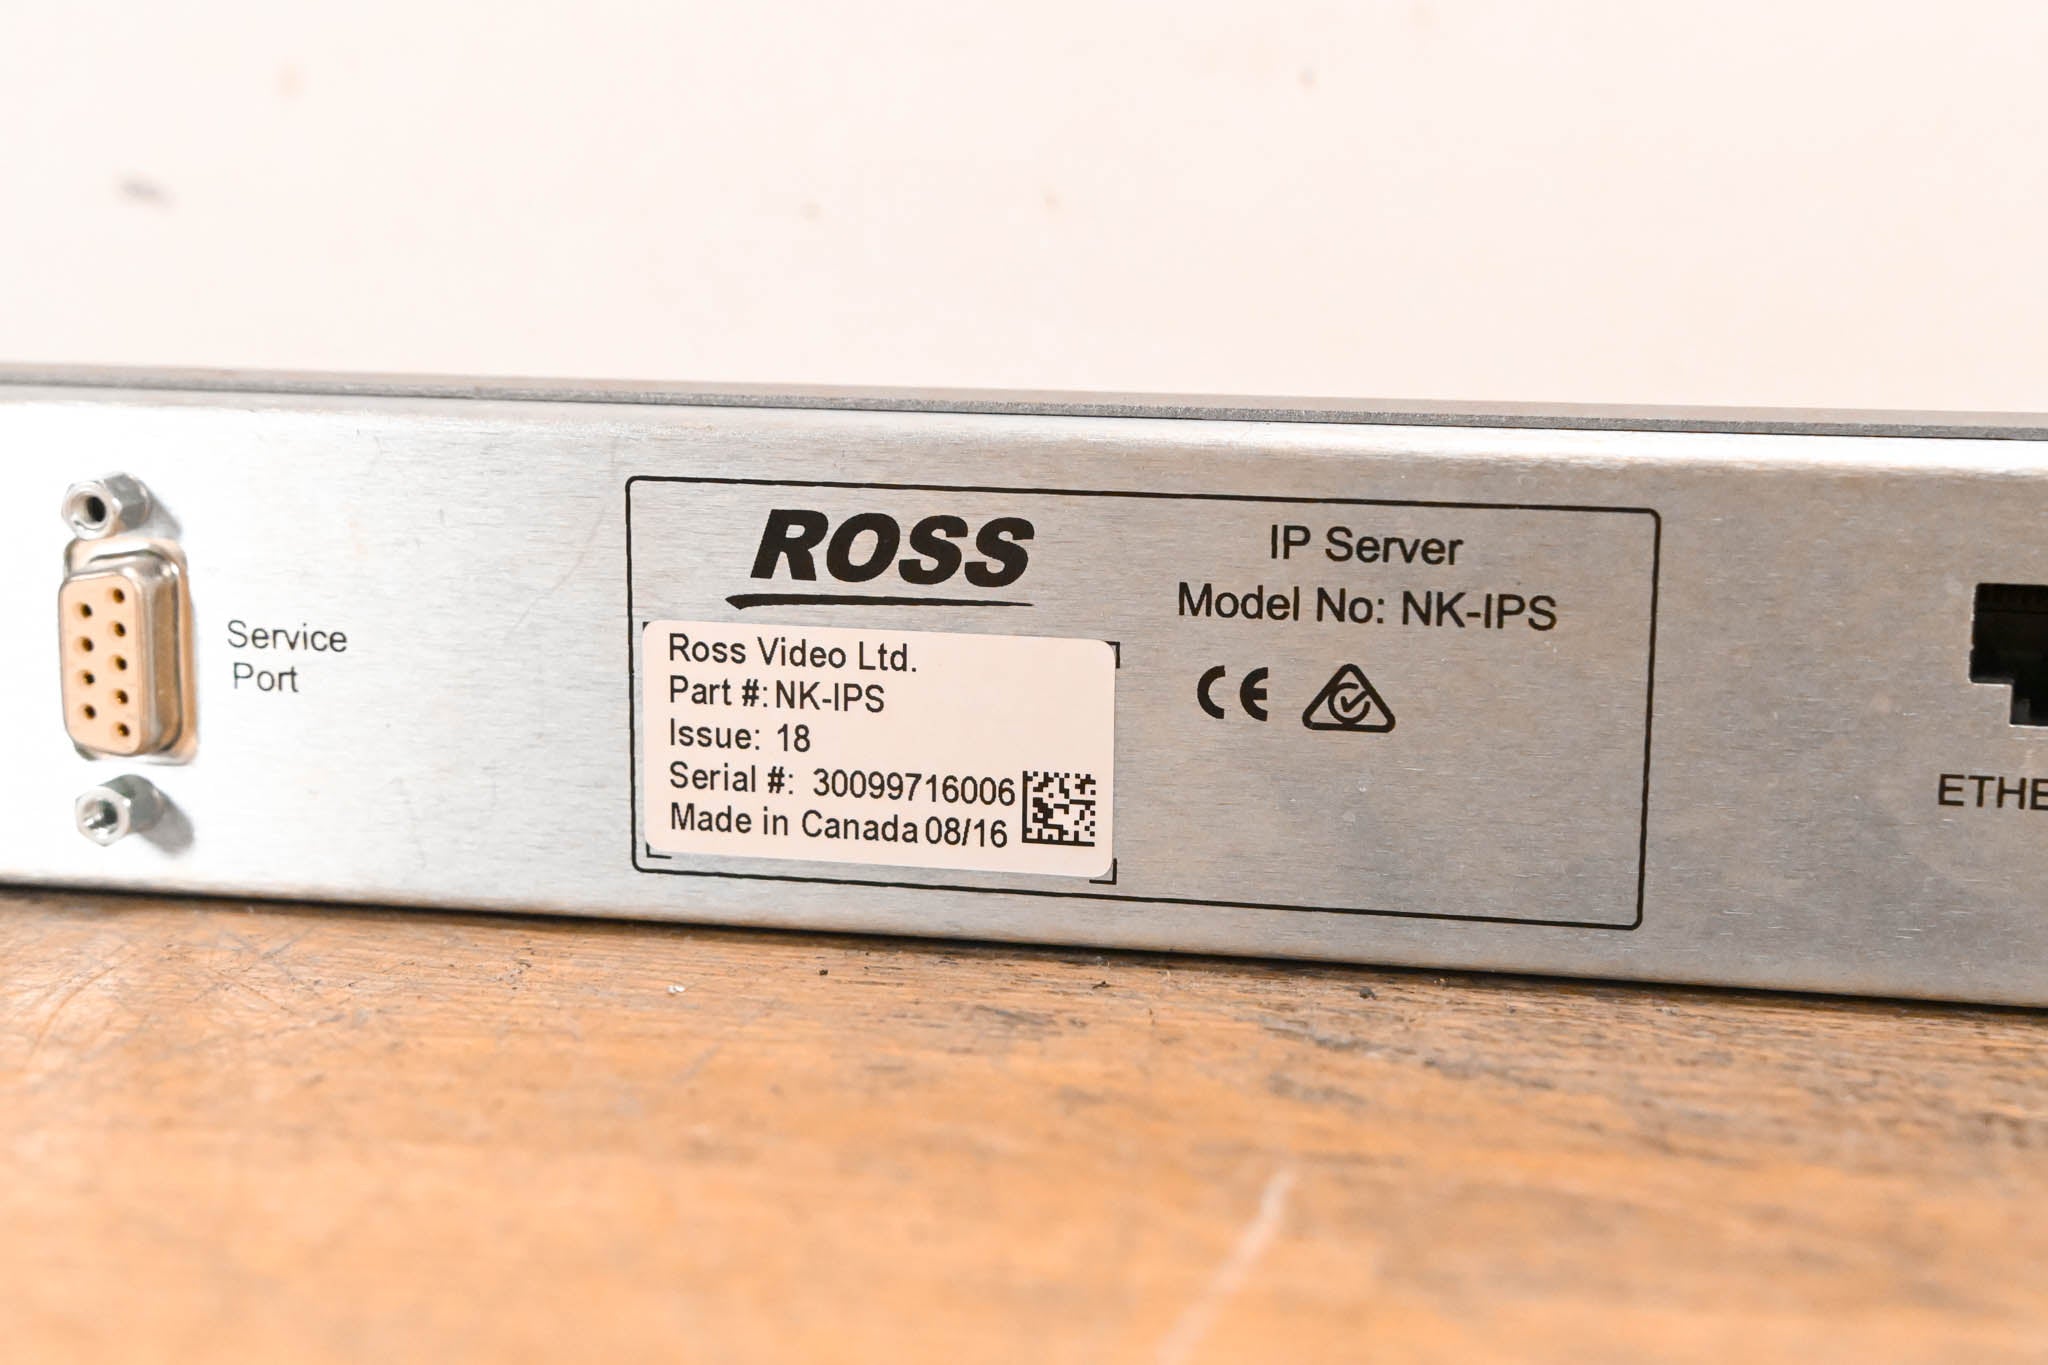 Service
Port
ROSS
Ross Video Ltd.
Part #: NK-IPS
Issue: 18
Serial #: 30099716006
Made in Canada 08/16
IP Server
Model No: NK-IPS
CE
ETHE